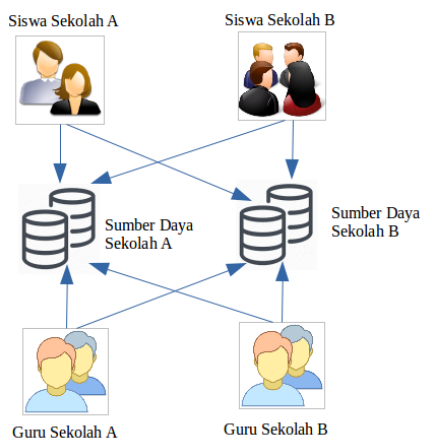 Siswa Sekolah A
Siswa Sekolah B
Sumber Daya
Sekolah A
Sumber Daya
Sekolah B
Guru Sekolah A
Guru Sekolah B